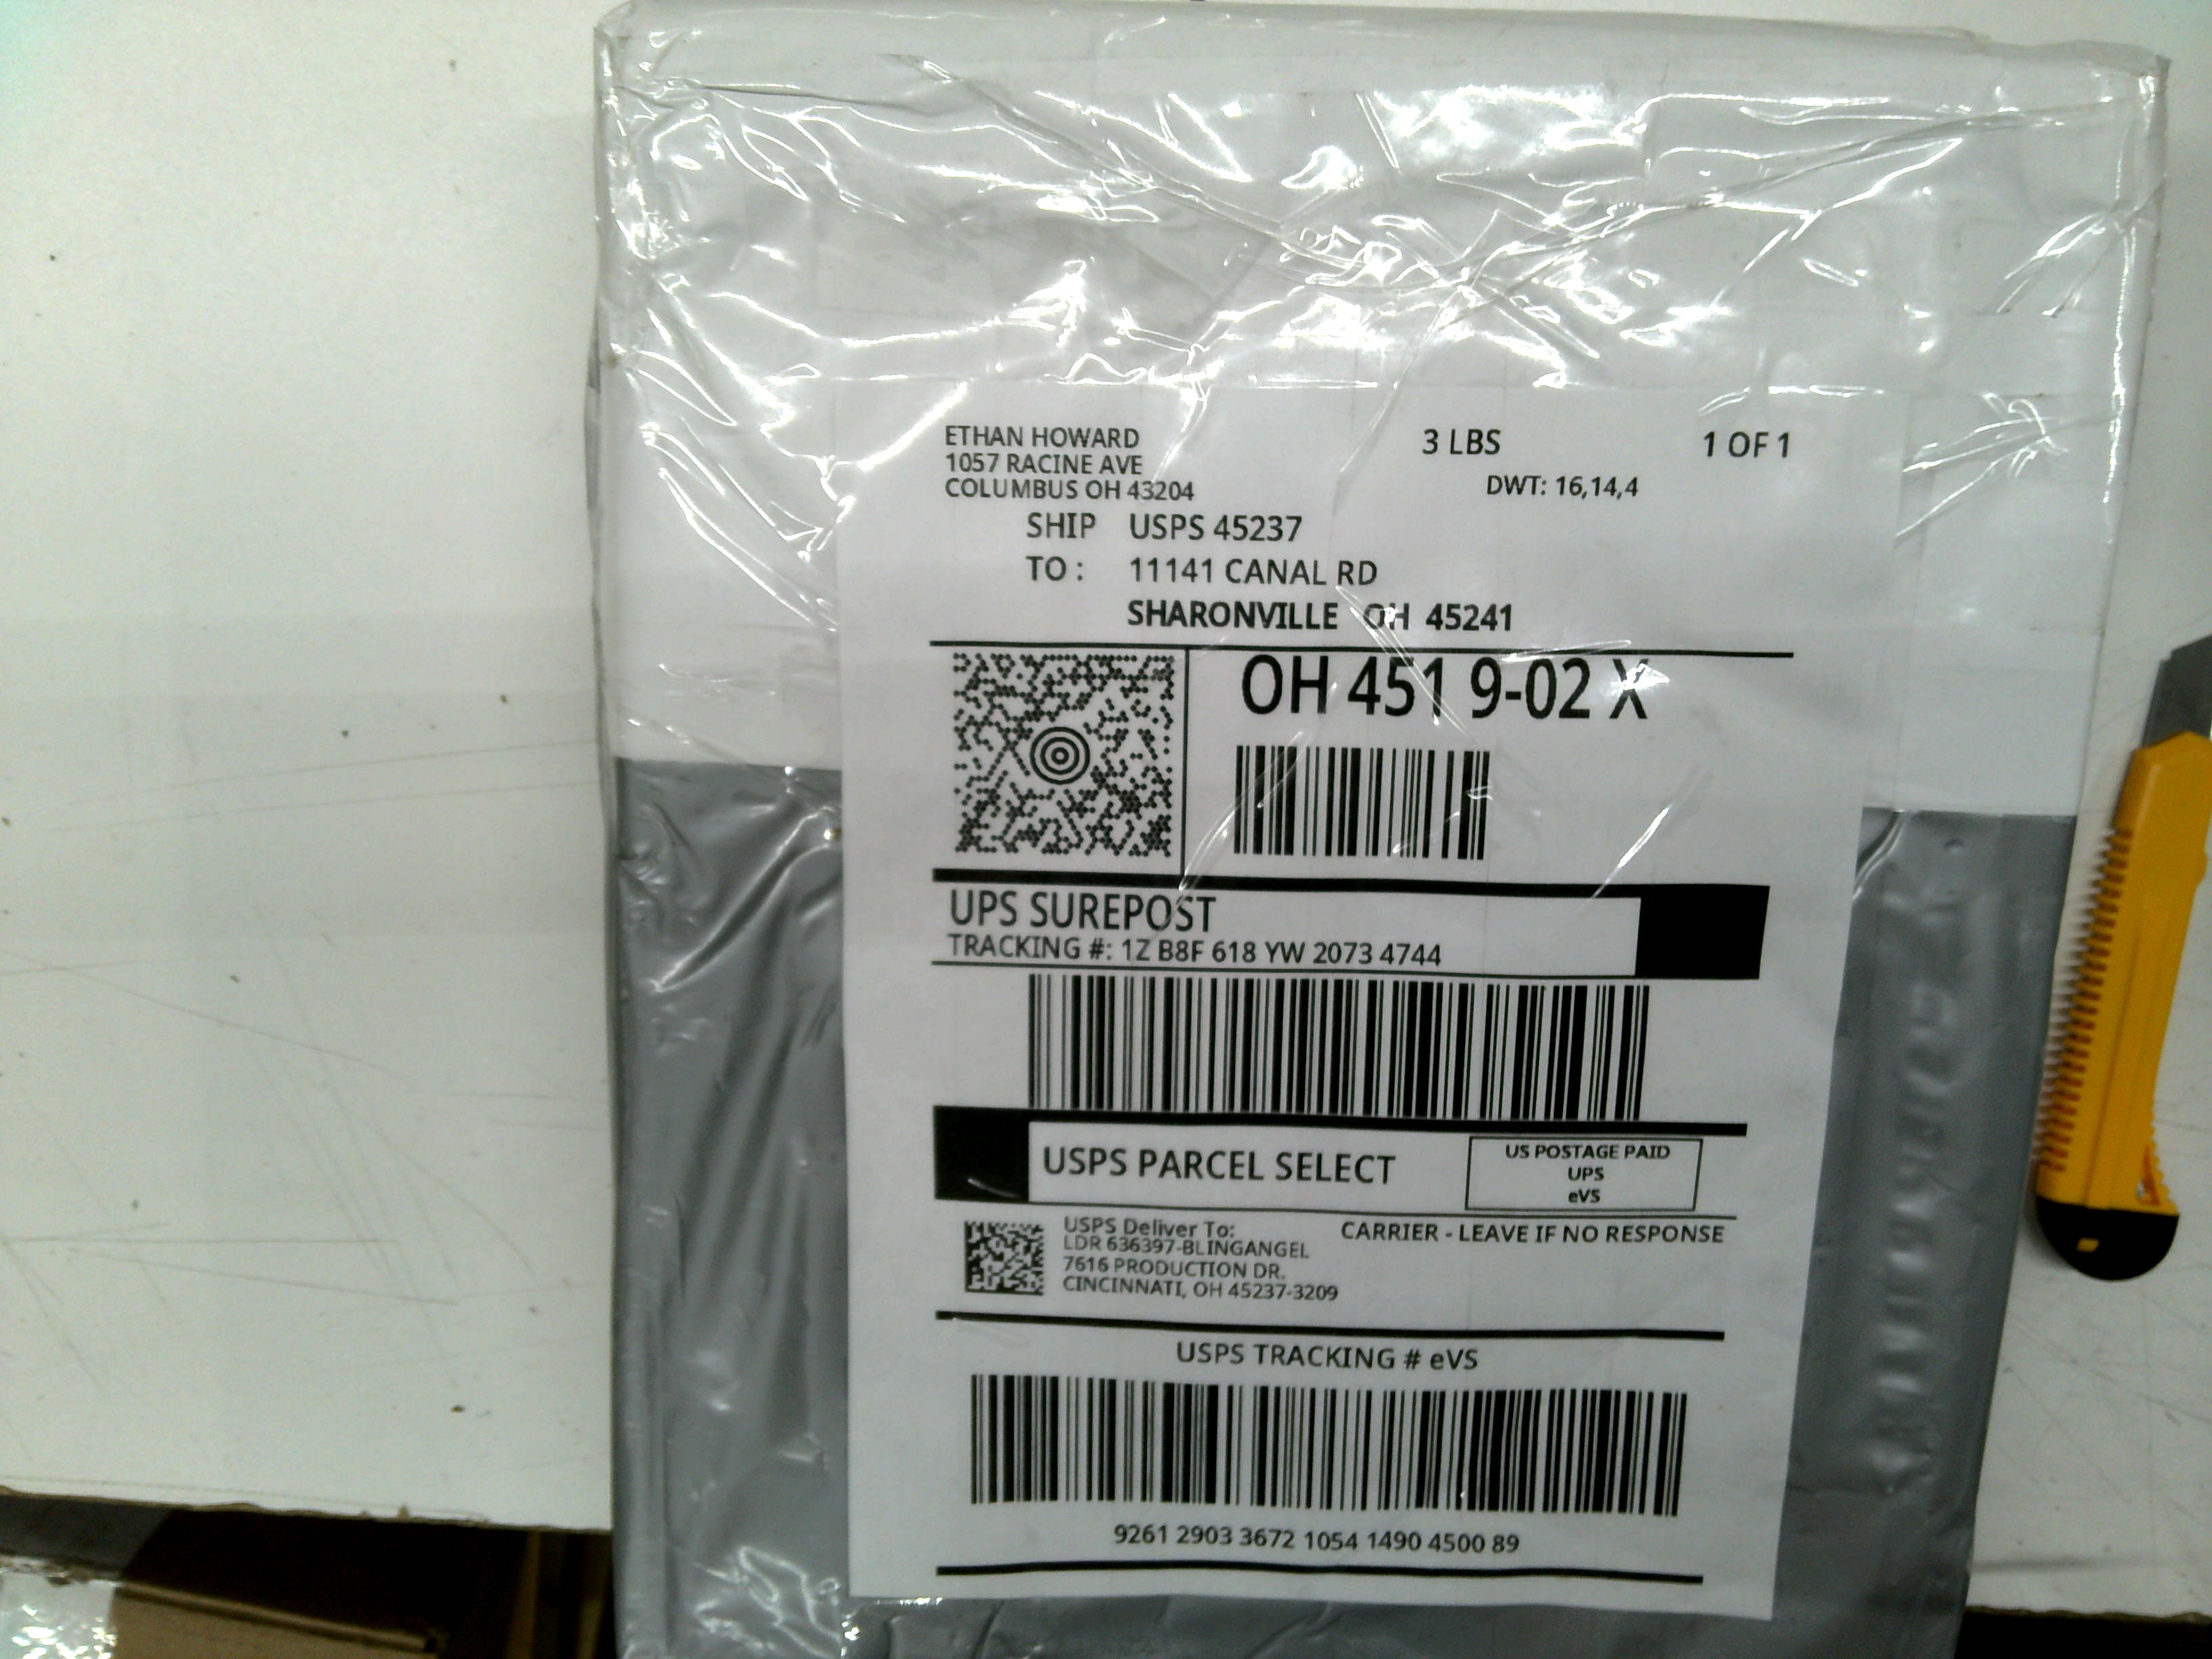 ETHAN HOWARD
1057 RACINE AVE
COLUMBUS OH 43204
3 LBS
1 OF 1
DWT: 16,14,4
SHIP USPS 45237
TO : 11141 CANAL RD
SHARONVILLE OH 45241
OH 451 9-02 X
UPS SUREPOST
TRACKING #: 1Z B8F 618 YW 2073 4744
USPS PARCEL SELECT
US POSTAGE PAID
UPS
eVS
USPS Deliver To:
CARRIER - LEAVE IF NO RESPONSE
LDR 636397-BLINGANGEL
7616 PRODUCTION DR.
CINCINNATI, OH 45237-3209
USPS TRACKING # eVS
9261 2903 3672 1054 1490 4500 89